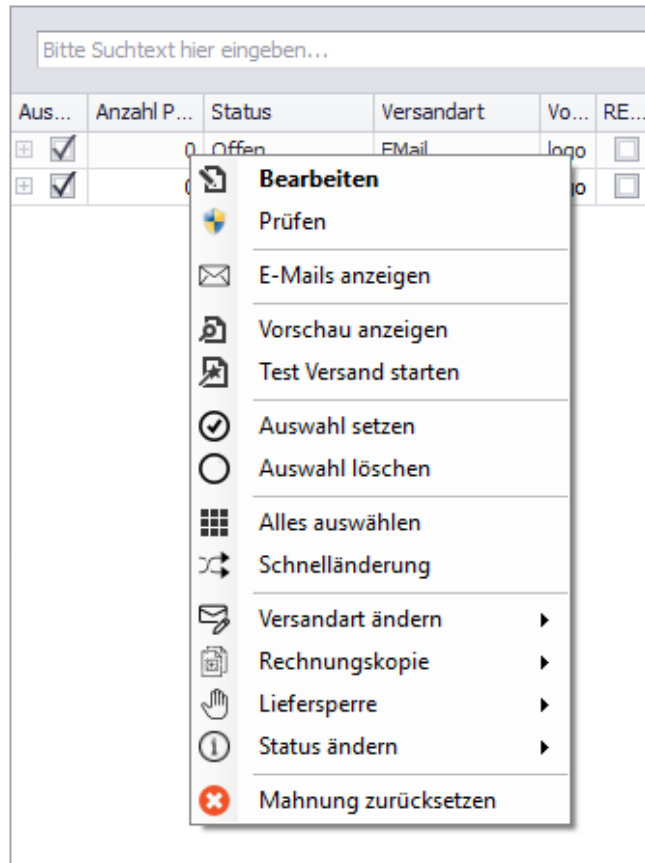 Bitte Suchtext hier eingeben...
Aus... Anzahl P... Status Versandart Vo... RE...
0 Offen EMail logo
Bearbeiten
Prüfen
E-Mails anzeigen
Vorschau anzeigen
Test Versand starten
Auswahl setzen
Auswahl löschen
Alles auswählen
Schnelländerung
Versandart ändern
Rechnungskopie
Liefersperre
Status ändern
Mahnung zurücksetzen